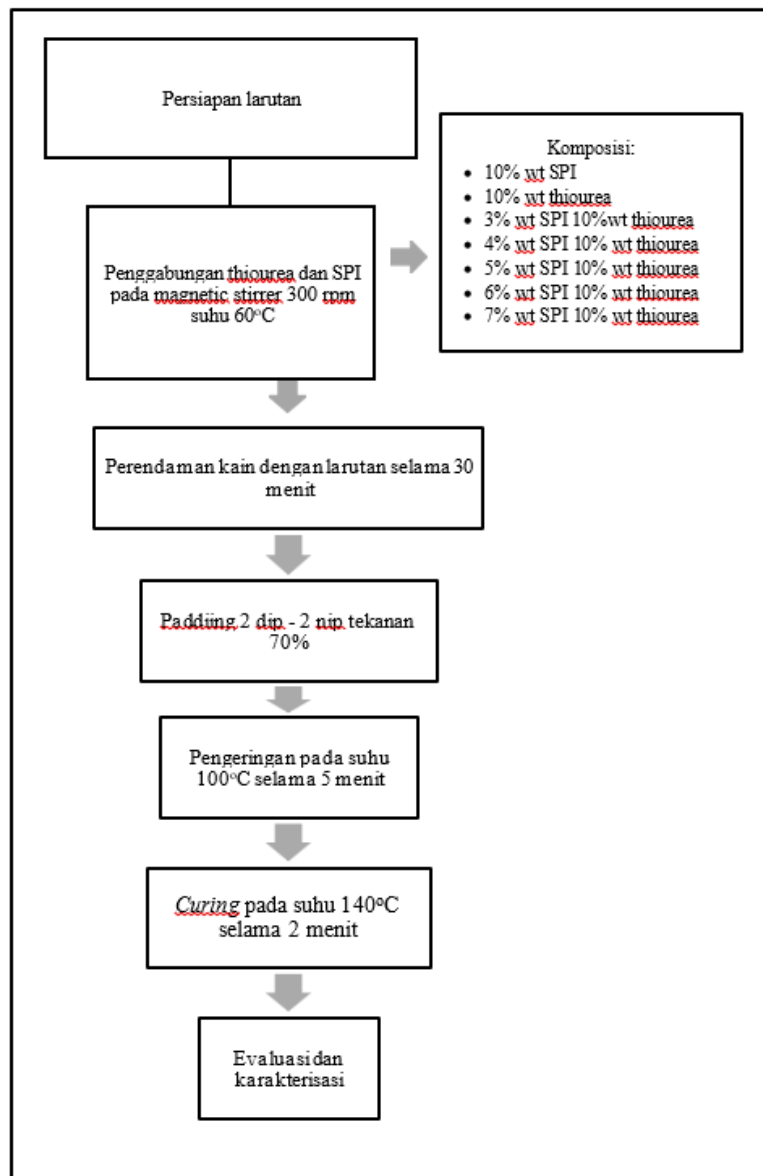 Persiapan larutan
Komposisi:
• 10% wt SPI
• 10% wt thiourea
• 3% wt SPI 10%wt thiourea
• 4% wt SPI 10% wt thiourea
• 5% wt SPI 10% wt thiourea
• 6% wt SPI 10% wt thiourea
• 7% wt SPI 10% wt thiourea
Penggabungan thiourea dan SPI
pada magnetic stirrer 300 rpm
suhu 60°C
Perendaman kain dengan larutan selama 30
menit
Paddiing 2 dip - 2 nip tekanan
70%
Pengeringan pada suhu
100°C selama 5 menit
Curing pada suhu 140°C
selama 2 menit
Evaluasi dan
karakterisasi